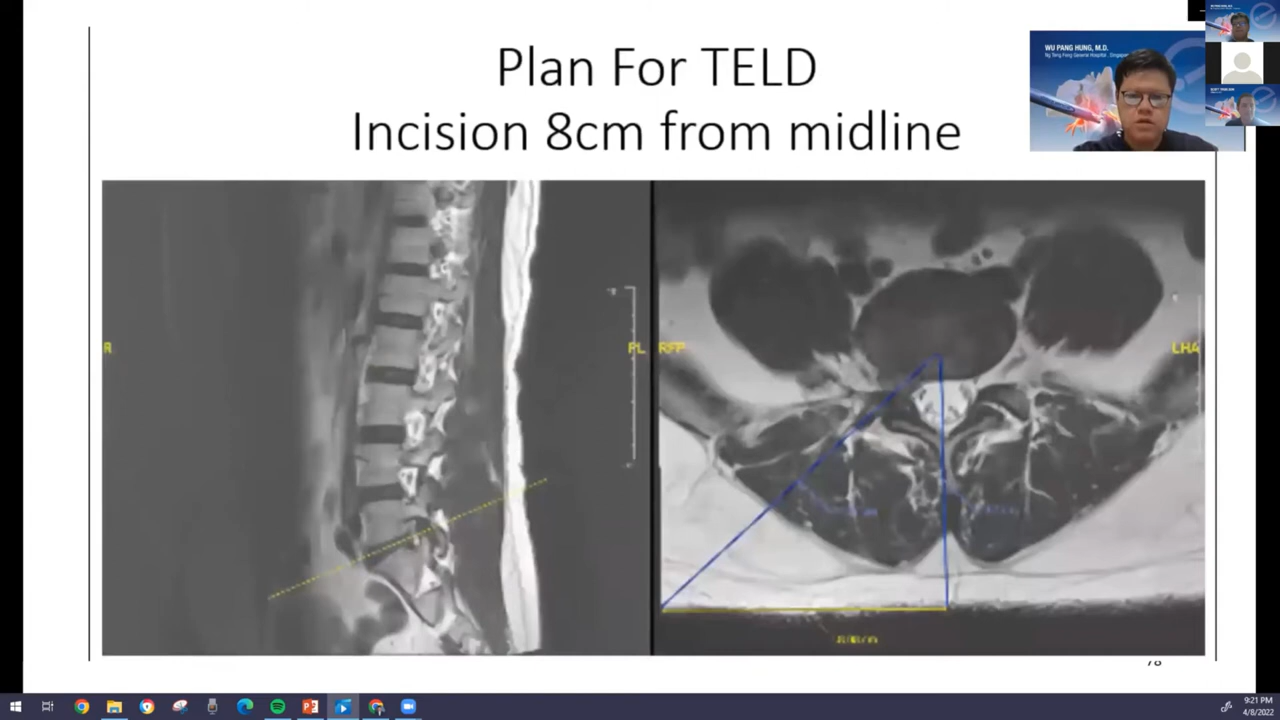 Plan For TELD
Incision 8cm from midline
WU PANG HUNG, M.D.
R
PL
RFP
LHA
78
9:21 PM
4/8/2022